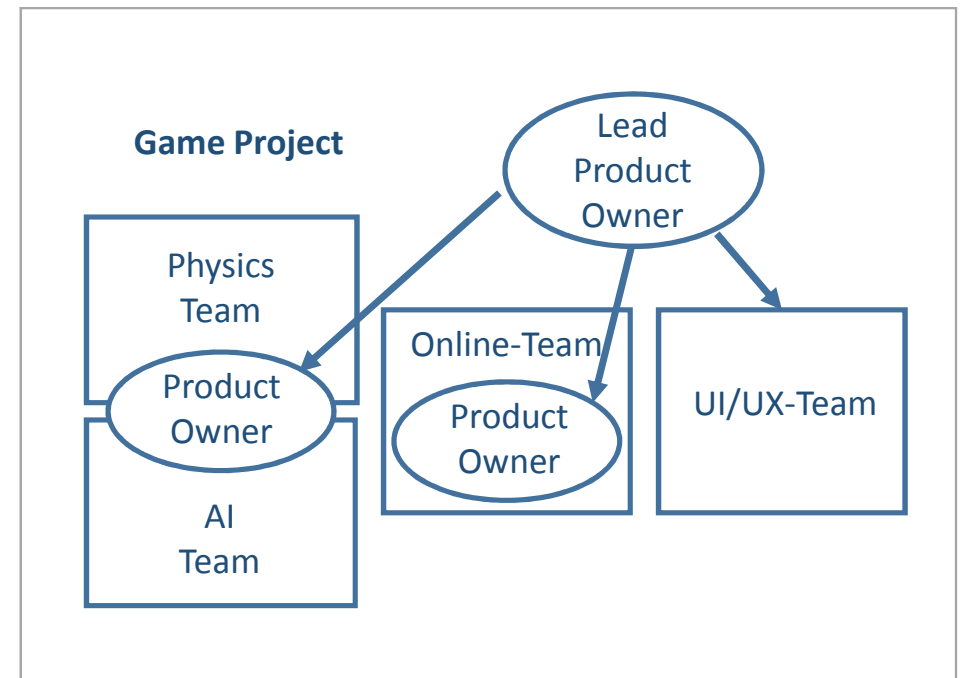 Game Project
Lead
Product
Owner
Physics
Team
Product
Owner
AI
Team
Online-Team
Product
Owner
UI/UX-Team